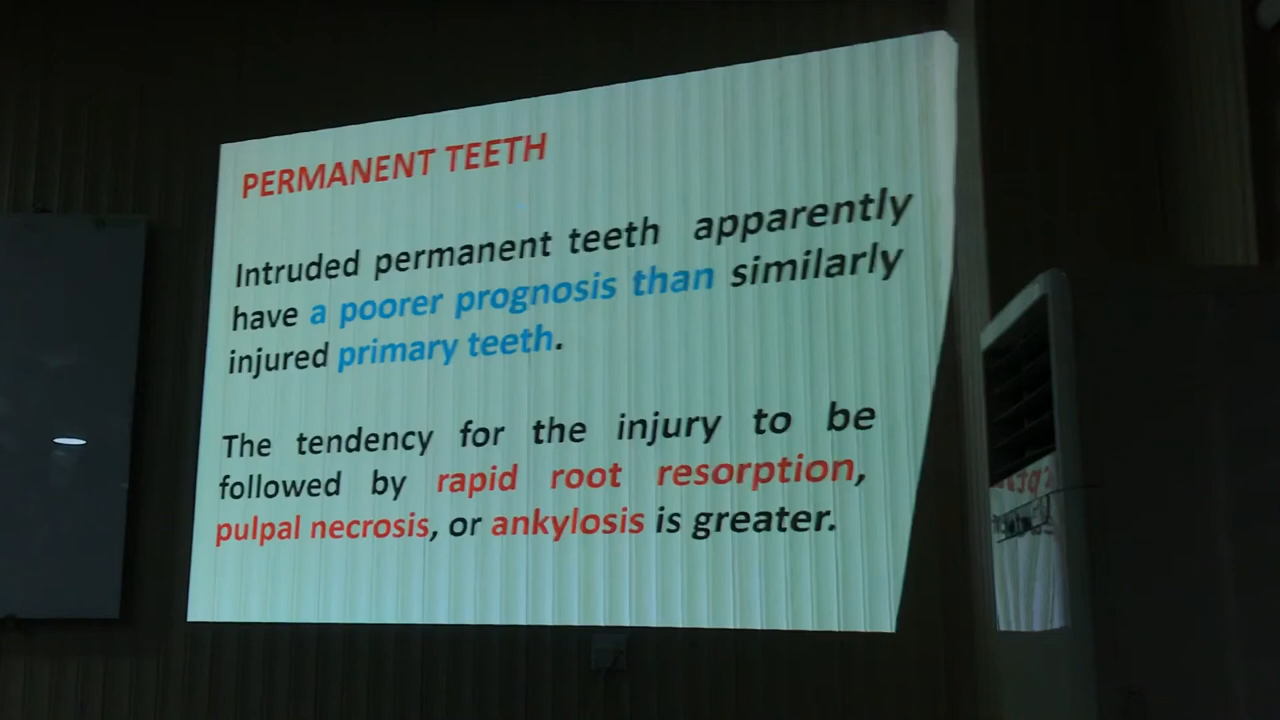 PERMANENT TEETH
Intruded permanent teeth apparently
have a poorer prognosis than similarly
injured primary teeth.
The tendency for the injury to be
followed by rapid root resorption,
pulpal necrosis, or ankylosis is greater.